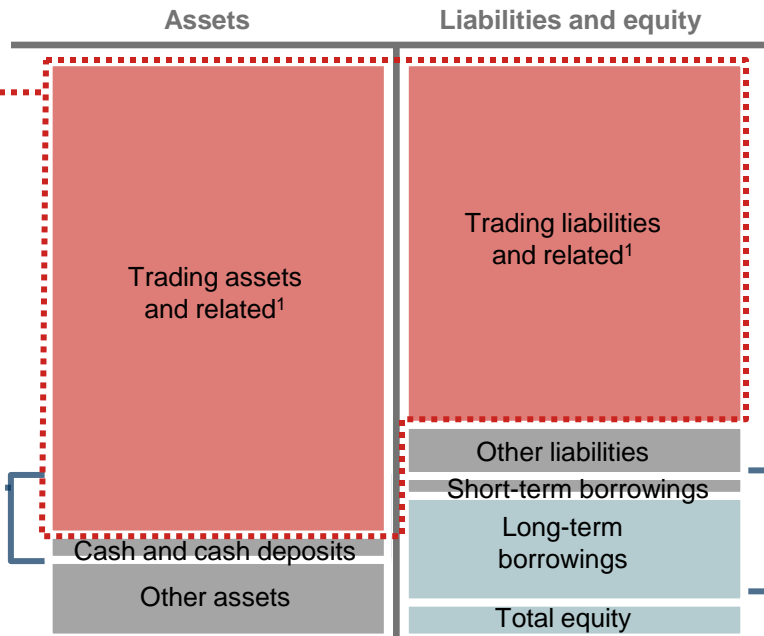 Assets
Liabilities and equity
Trading assets
and related¹
Cash and cash deposits
Other assets
Trading liabilities
and related¹
Other liabilities
Short-term borrowings
Long-term
borrowings
Total equity